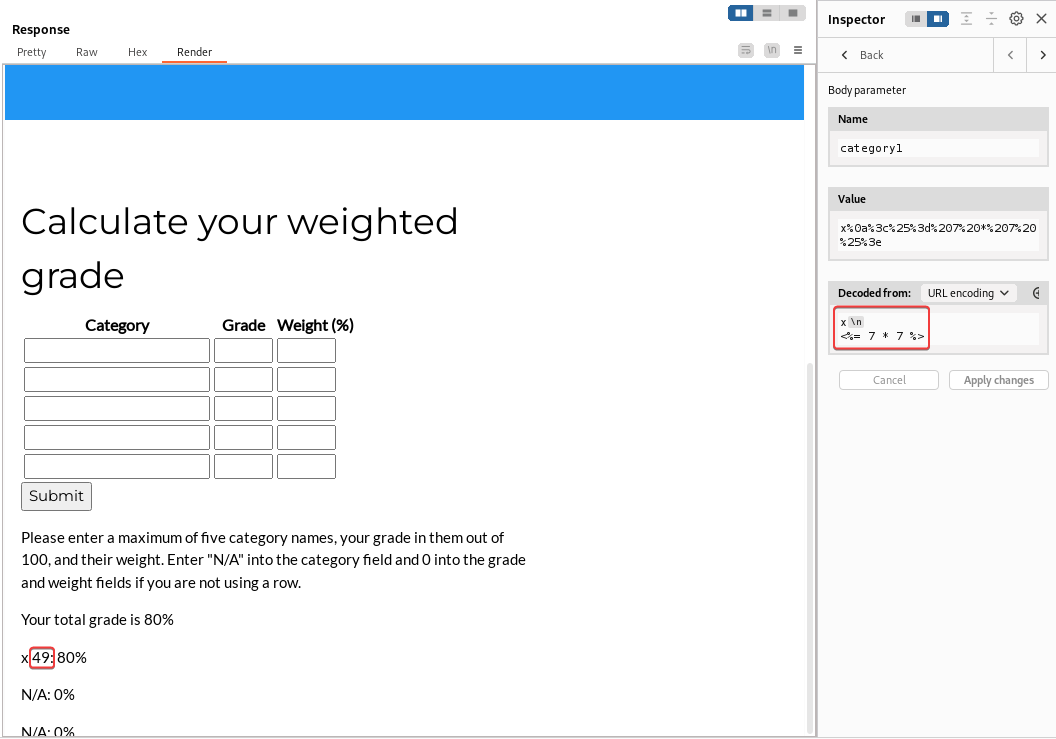 Response
Pretty Raw Hex Render
\n
Calculate your weighted
grade
Category Grade Weight (%)
Submit
Please enter a maximum of five category names, your grade in them out of
100, and their weight. Enter "N/A" into the category field and 0 into the grade
and weight fields if you are not using a row.
Your total grade is 80%
x 49: 80%
N/A: 0%
N/A: 0%
Inspector
Back
Body parameter
Name
category1
Value
x%0a%3c%25%3d%207%20*%207%20
%25%3e
Decoded from: URL encoding
x \n
<%= 7 * 7 %>
Cancel Apply changes